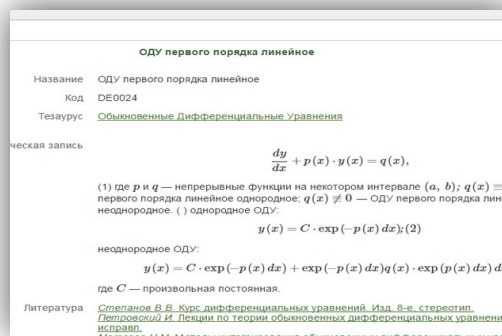 ОДУ первого порядка линейное
Название ОДУ первого порядка линейное
Код DE0024
Тезаурус Обыкновенные Дифференциальные Уравнения
ческая запись
dy/dx + p(x) · y(x) = q(x),
(1) где p и q — непрерывные функции на некотором интервале (a, b); q(x) ≡
первого порядка линейное однородное; q(x) ≢ 0 — ОДУ первого порядка лин
неоднородное. ( ) однородное ОДУ:
y(x) = C · exp(−p(x) dx);(2)
неоднородное ОДУ:
y(x) = C · exp(−p(x) dx) + exp(−p(x) dx)q(x) · exp(p(x) dx) d
где C — произвольная постоянная.
Литература Степанов В.В. Курс дифференциальных уравнений. Изд. 8-е, стереотип.
Петровский И. Лекции по теории обыкновенных дифференциальных уравнен
исправл.